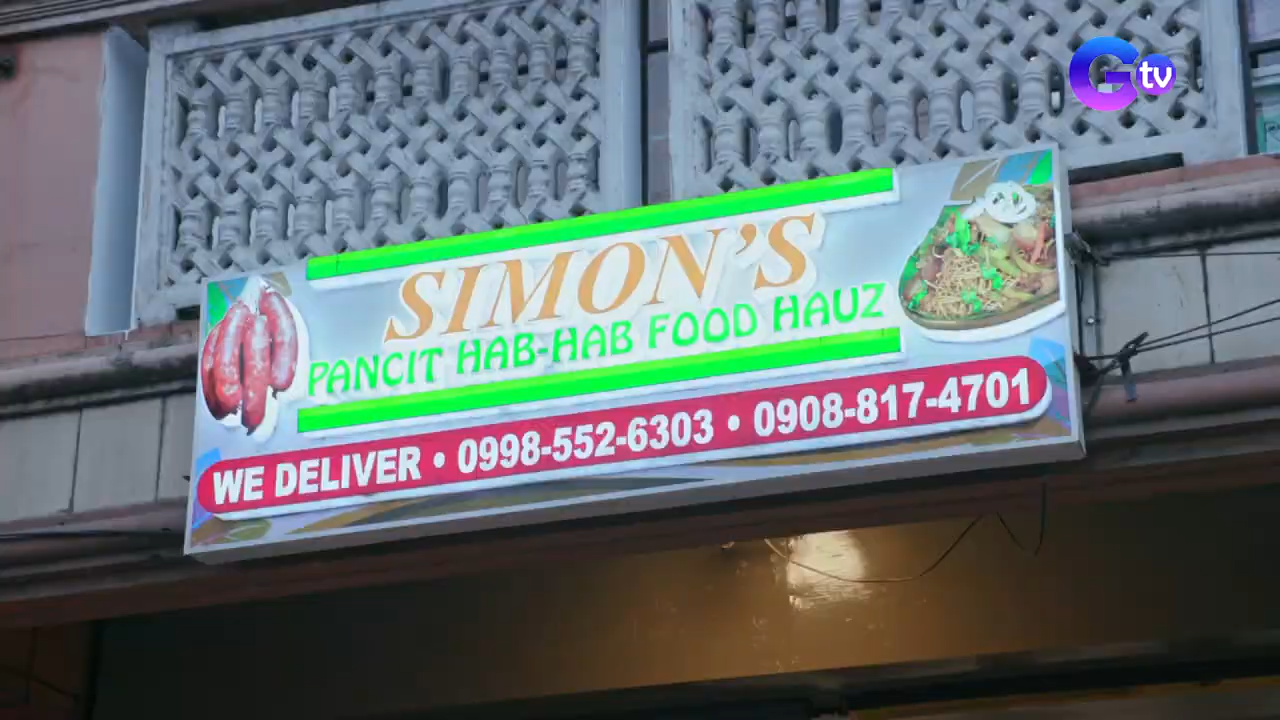 Gtv
SIMON'S
PANCIT HAB-HAB FOOD HAUZ
WE DELIVER • 0998-552-6303 • 0908-817-4701